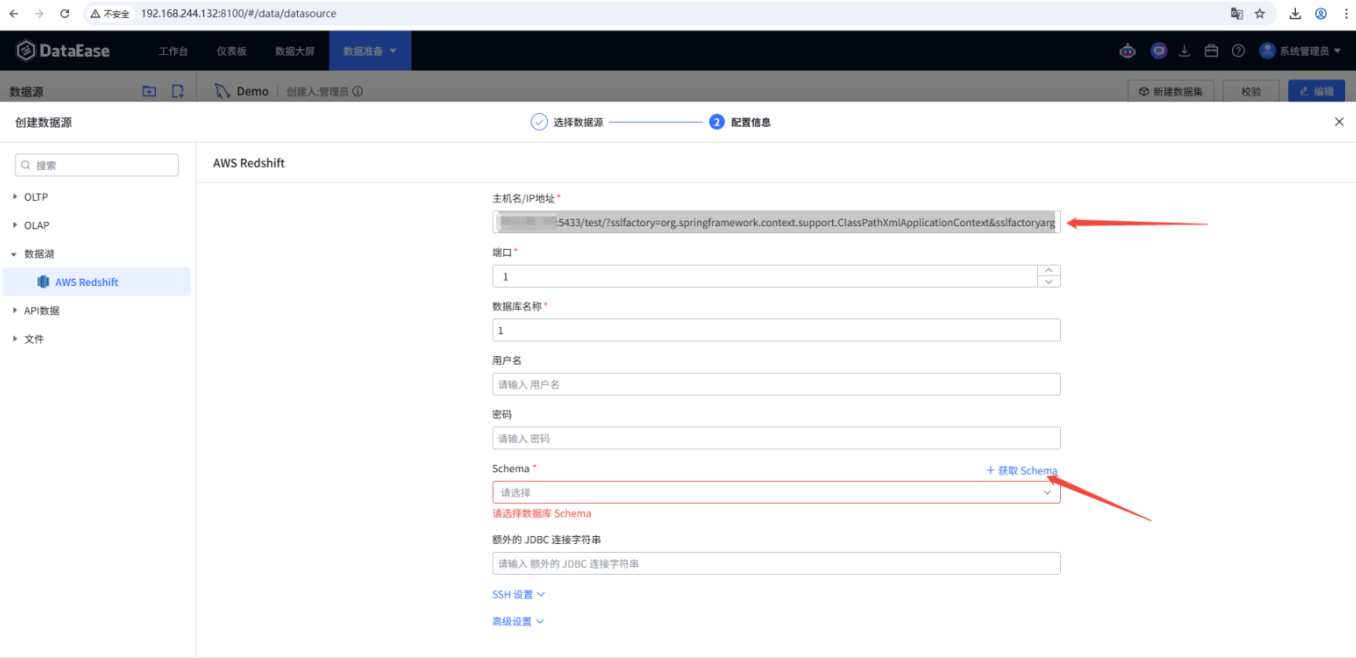 不安全 192.168.244.132:8100/#/data/datasource
DataEase 工作台 仪表板 数据大屏 数据准备 系统管理员
数据源 Demo 创建人:管理员 新建数据集 校验 编辑
创建数据源 选择数据源 2 配置信息
搜索 AWS Redshift
OLTP
OLAP
数据湖
AWS Redshift
API数据
文件
主机名/IP地址*
:5433/test/?sslfactory=org.springframework.context.support.ClassPathXmlApplicationContext&sslfactoryarg
端口*
1
数据库名称*
1
用户名
请输入 用户名
密码
请输入 密码
Schema * + 获取 Schema
请选择
请选择数据库 Schema
额外的 JDBC 连接字符串
请输入 额外的 JDBC 连接字符串
SSH 设置
高级设置